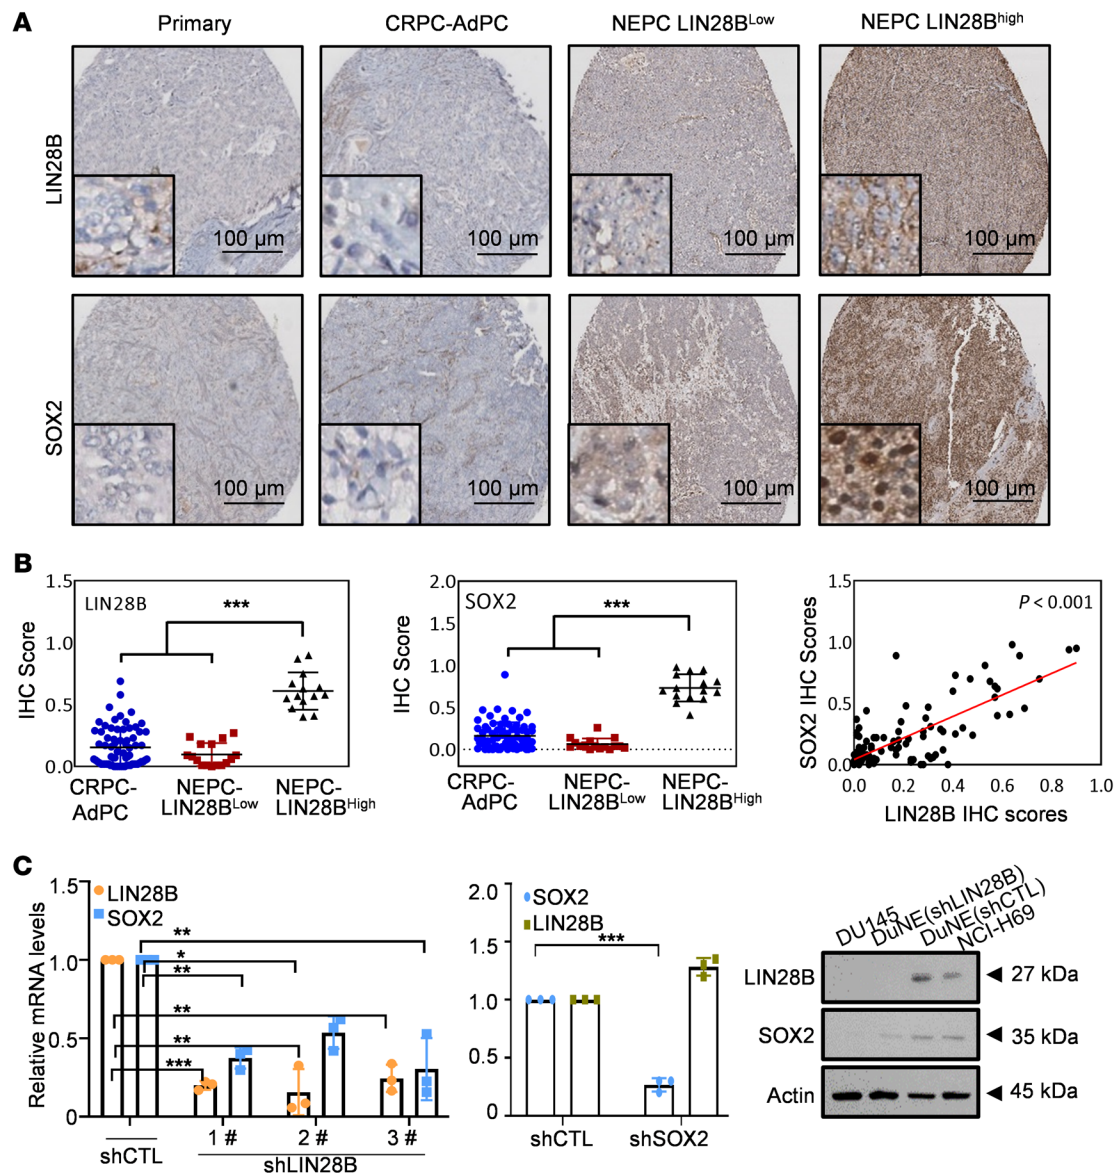 A
Primary
CRPC-AdPC
NEPC LIN28BLow
NEPC LIN28Bhigh
LIN28B
100 µm
100 µm
100 µm
100 µm
SOX2
100 µm
100 µm
100 µm
100 µm
B
IHC Score
1.5
1.0
0.5
0.0
LIN28B
***
CRPC-
AdPC
NEPC-
LIN28BLow
NEPC-
LIN28BHigh
IHC Score
2.0
1.5
1.0
0.5
0.0
SOX2
***
CRPC-
AdPC
NEPC-
LIN28BLow
NEPC-
LIN28BHigh
SOX2 IHC Scores
1.5
1.0
0.5
0.0
P < 0.001
0.0 0.2 0.4 0.6 0.8 1.0
LIN28B IHC scores
C
Relative mRNA levels
1.5
1.0
0.5
0
LIN28B
SOX2
**
*
**
**
**
***
1 # 2 # 3 #
shCTL
shLIN28B
2.0
1.5
1.0
0.5
0
SOX2
LIN28B
***
shCTL
shSOX2
DU145
DuNE(shLIN28B)
DuNE(shCTL)
NCI-H69
LIN28B
27 kDa
SOX2
35 kDa
Actin
45 kDa